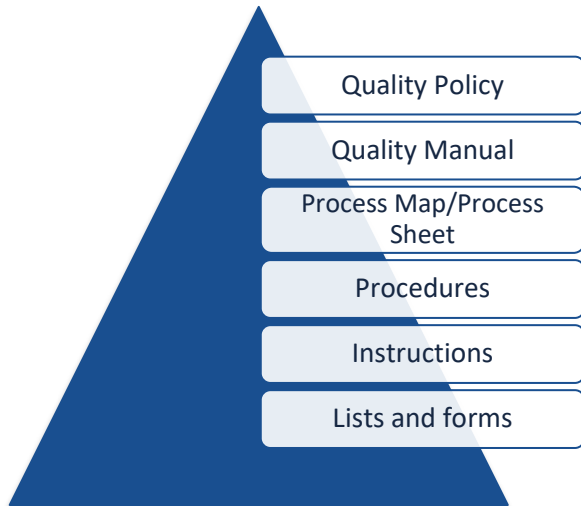 Quality Policy
Quality Manual
Process Map/Process
Sheet
Procedures
Instructions
Lists and forms